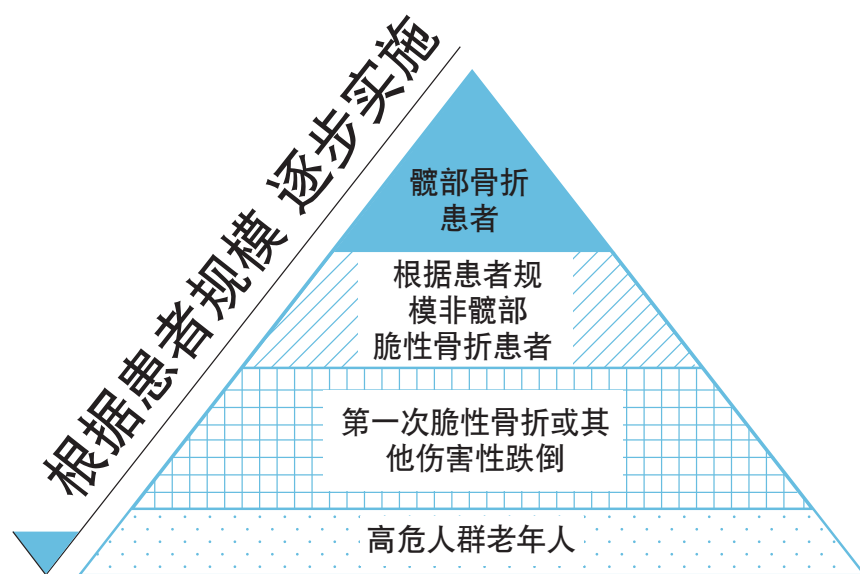 根据患者规模 逐步实施
髋部骨折
患者
根据患者规
模非髋部
脆性骨折患者
第一次脆性骨折或其
他伤害性跌倒
高危人群老年人